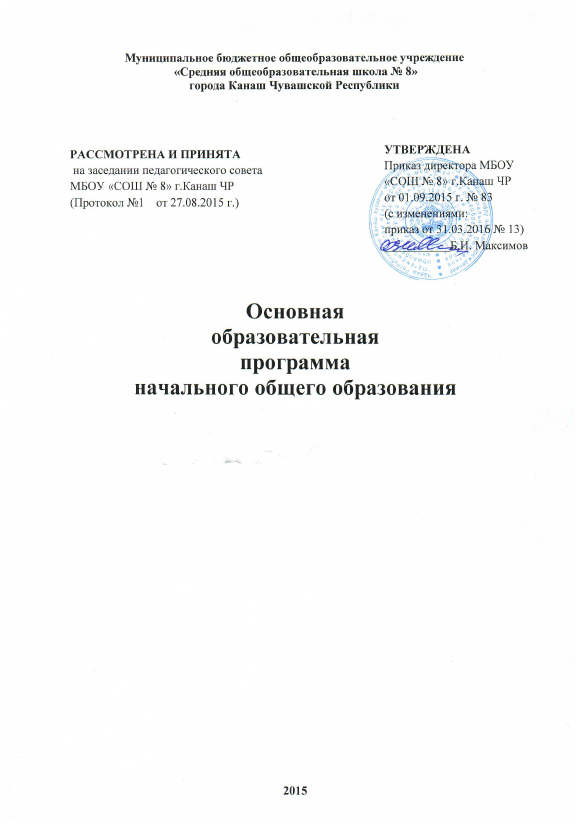 Муниципальное бюджетное общеобразовательное учреждение
«Средняя общеобразовательная школа № 8»
города Канаш Чувашской Республики
РАССМОТРЕНА И ПРИНЯТА
на заседании педагогического совета
МБОУ «СОШ № 8» г.Канаш ЧР
(Протокол №1 от 27.08.2015 г.)
УТВЕРЖДЕНА
Приказ директора МБОУ
«СОШ № 8» г.Канаш ЧР
от 01.09.2015 г. № 83
(с изменениями:
приказ от 31.03.2016 № 13)
Б.И. Максимов
Основная
образовательная
программа
начального общего образования
2015